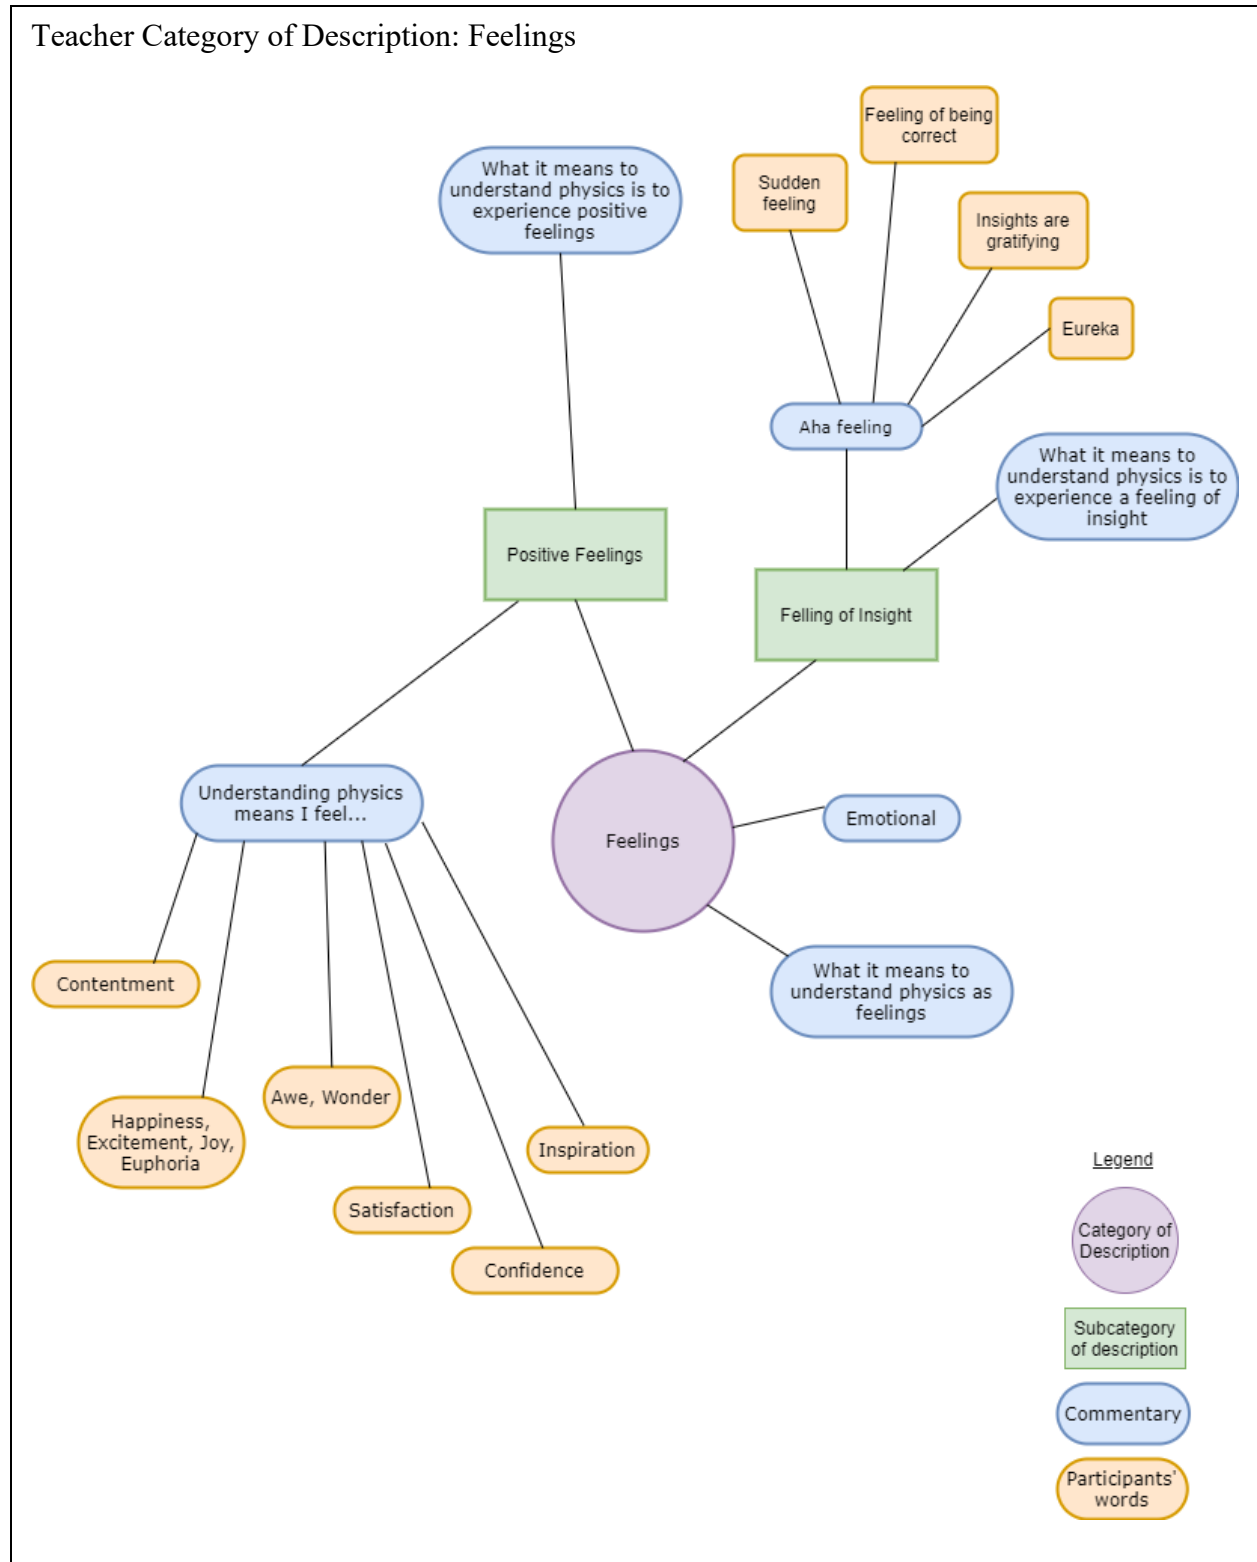 Teacher Category of Description: Feelings
Feeling of being
correct
What it means to
understand physics is to
experience positive
feelings
Sudden
feeling
Insights are
gratifying
Eureka
Aha feeling
What it means to
understand physics is to
experience a feeling of
insight
Positive Feelings
Felling of Insight
Understanding physics
means I feel...
Feelings
Emotional
What it means to
understand physics as
feelings
Contentment
Happiness,
Excitement, Joy,
Euphoria
Awe, Wonder
Inspiration
Satisfaction
Confidence
Legend
Category of
Description
Subcategory
of description
Commentary
Participants'
words